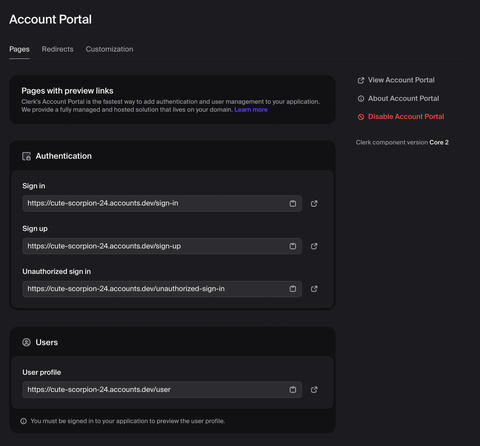 Account Portal
Pages
Redirects
Customization
Pages with preview links
Clerk's Account Portal is the fastest way to add authentication and user management to your application.
We provide a fully managed and hosted solution that lives on your domain. Learn more
View Account Portal
About Account Portal
Disable Account Portal
Clerk component version Core 2
Authentication
Sign in
https://cute-scorpion-24.accounts.dev/sign-in
Sign up
https://cute-scorpion-24.accounts.dev/sign-up
Unauthorized sign in
https://cute-scorpion-24.accounts.dev/unauthorized-sign-in
Users
User profile
https://cute-scorpion-24.accounts.dev/user
You must be signed in to your application to preview the user profile.